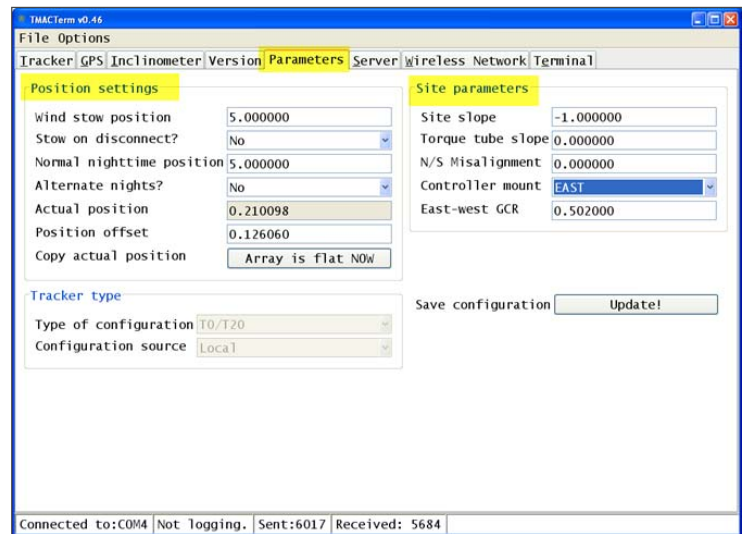 TMACTerm v0.46
File Options
Tracker GPS Inclinometer Version Parameters Server Wireless Network Terminal
Position settings
Wind stow position 5.000000
Stow on disconnect? No
Normal nighttime position 5.000000
Alternate nights? No
Actual position 0.210098
Position offset 0.126060
Copy actual position Array is flat NOW
Site parameters
Site slope -1.000000
Torque tube slope 0.000000
N/S Misalignment 0.000000
Controller mount EAST
East-west GCR 0.502000
Tracker type
Type of configuration T0/T20
Configuration source Local
Save configuration Update!
Connected to:COM4 Not logging. Sent:6017 Received: 5684